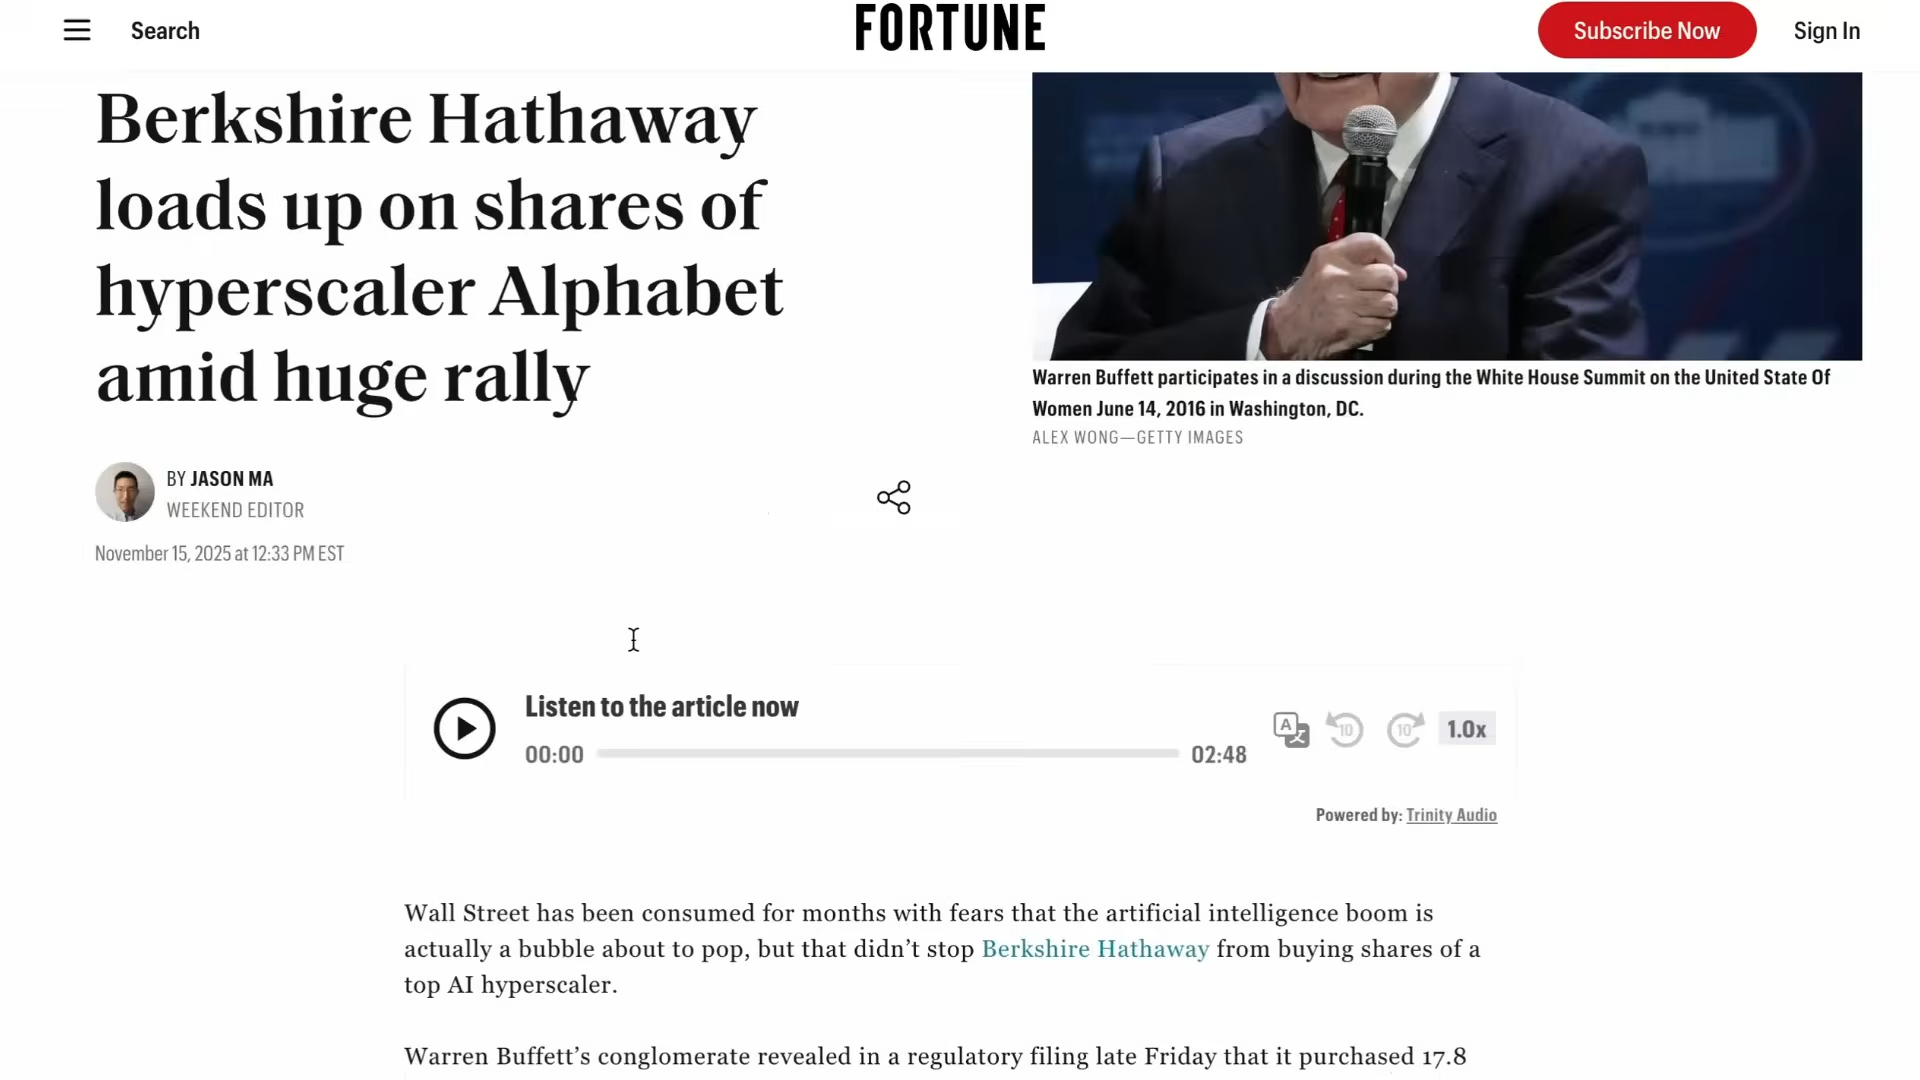 Search
FORTUNE
Subscribe Now
Sign In
Berkshire Hathaway
loads up on shares of
hyperscaler Alphabet
amid huge rally
Warren Buffett participates in a discussion during the White House Summit on the United State Of
Women June 14, 2016 in Washington, DC.
ALEX WONG—GETTY IMAGES
BY JASON MA
WEEKEND EDITOR
November 15, 2025 at 12:33 PM EST
Listen to the article now
00:00
02:48
A
10
10
1.0x
Powered by: Trinity Audio
Wall Street has been consumed for months with fears that the artificial intelligence boom is
actually a bubble about to pop, but that didn’t stop Berkshire Hathaway from buying shares of a
top AI hyperscaler.
Warren Buffett’s conglomerate revealed in a regulatory filing late Friday that it purchased 17.8